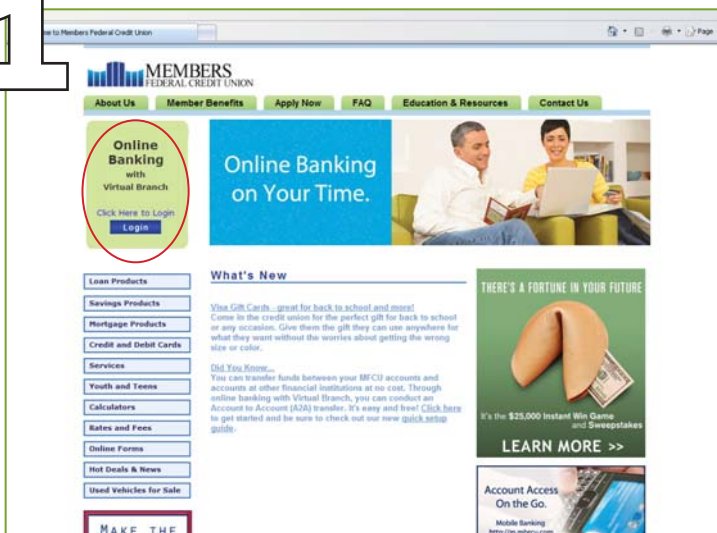 1
me to Members Federal Credit Union
Page
MEMBERS
FEDERAL CREDIT UNION
About Us Member Benefits Apply Now FAQ Education & Resources Contact Us
Online
Banking
with
Virtual Branch
Click Here to Login
Login
Online Banking
on Your Time.
Loan Products
Savings Products
Mortgage Products
Credit and Debit Cards
Services
Youth and Teens
Calculators
Rates and Fees
Online Forms
Hot Deals & News
Used Vehicles for Sale
MAKE THE
What's New
Visa Gift Cards - great for back to school and more!
Come in the credit union for the perfect gift for back to school
or any occasion. Give them the gift they can use anywhere for
what they want without the worries about getting the wrong
size or color.
Did You Know...
You can transfer funds between your MFCU accounts and
accounts at other financial institutions at no cost. Through
online banking with Virtual Branch, you can conduct an
Account to Account (A2A) transfer. It's easy and free! Click here
to get started and be sure to check out our new quick setup
guide.
THERE'S A FORTUNE IN YOUR FUTURE
It's the $25,000 Instant Win Game
and Sweepstakes
LEARN MORE >>
Account Access
On the Go.
Mobile Banking